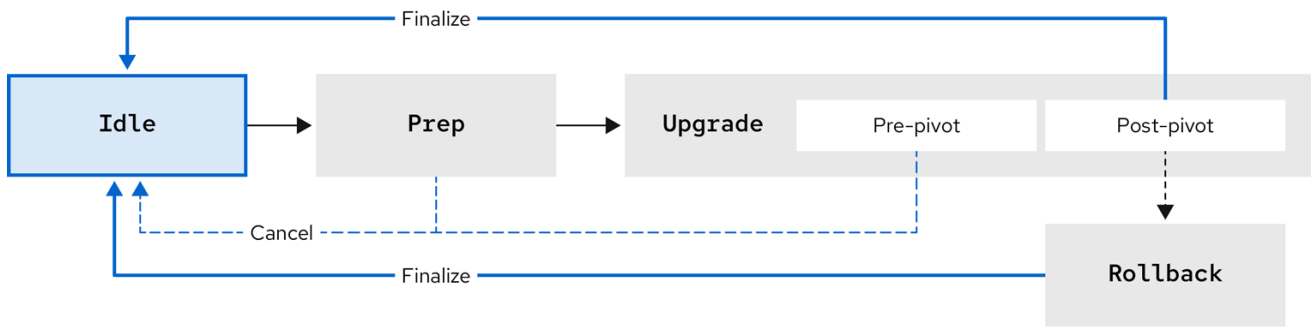 Finalize
Idle
Prep
Upgrade
Pre-pivot
Post-pivot
Cancel
Finalize
Rollback